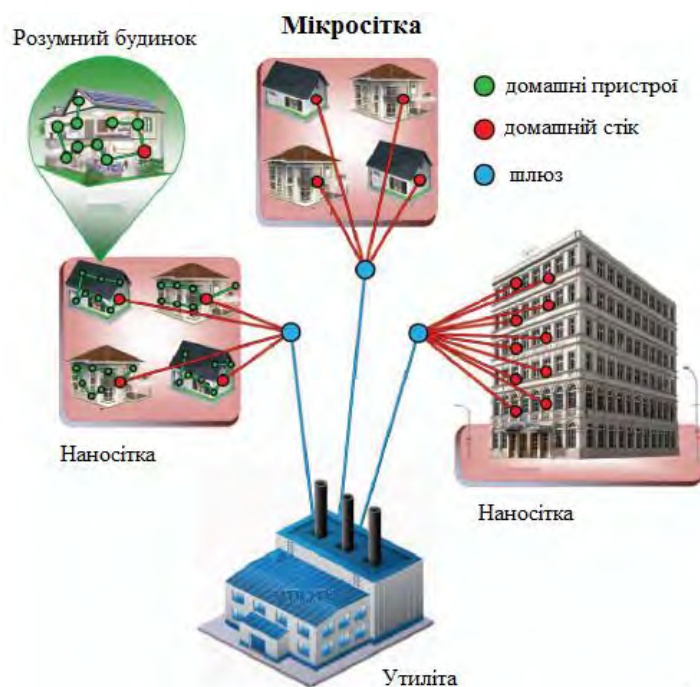 Мікросітка
Розумний будинок
домашні пристрої
домашній стік
шлюз
Наносітка
Наносітка
Утиліта